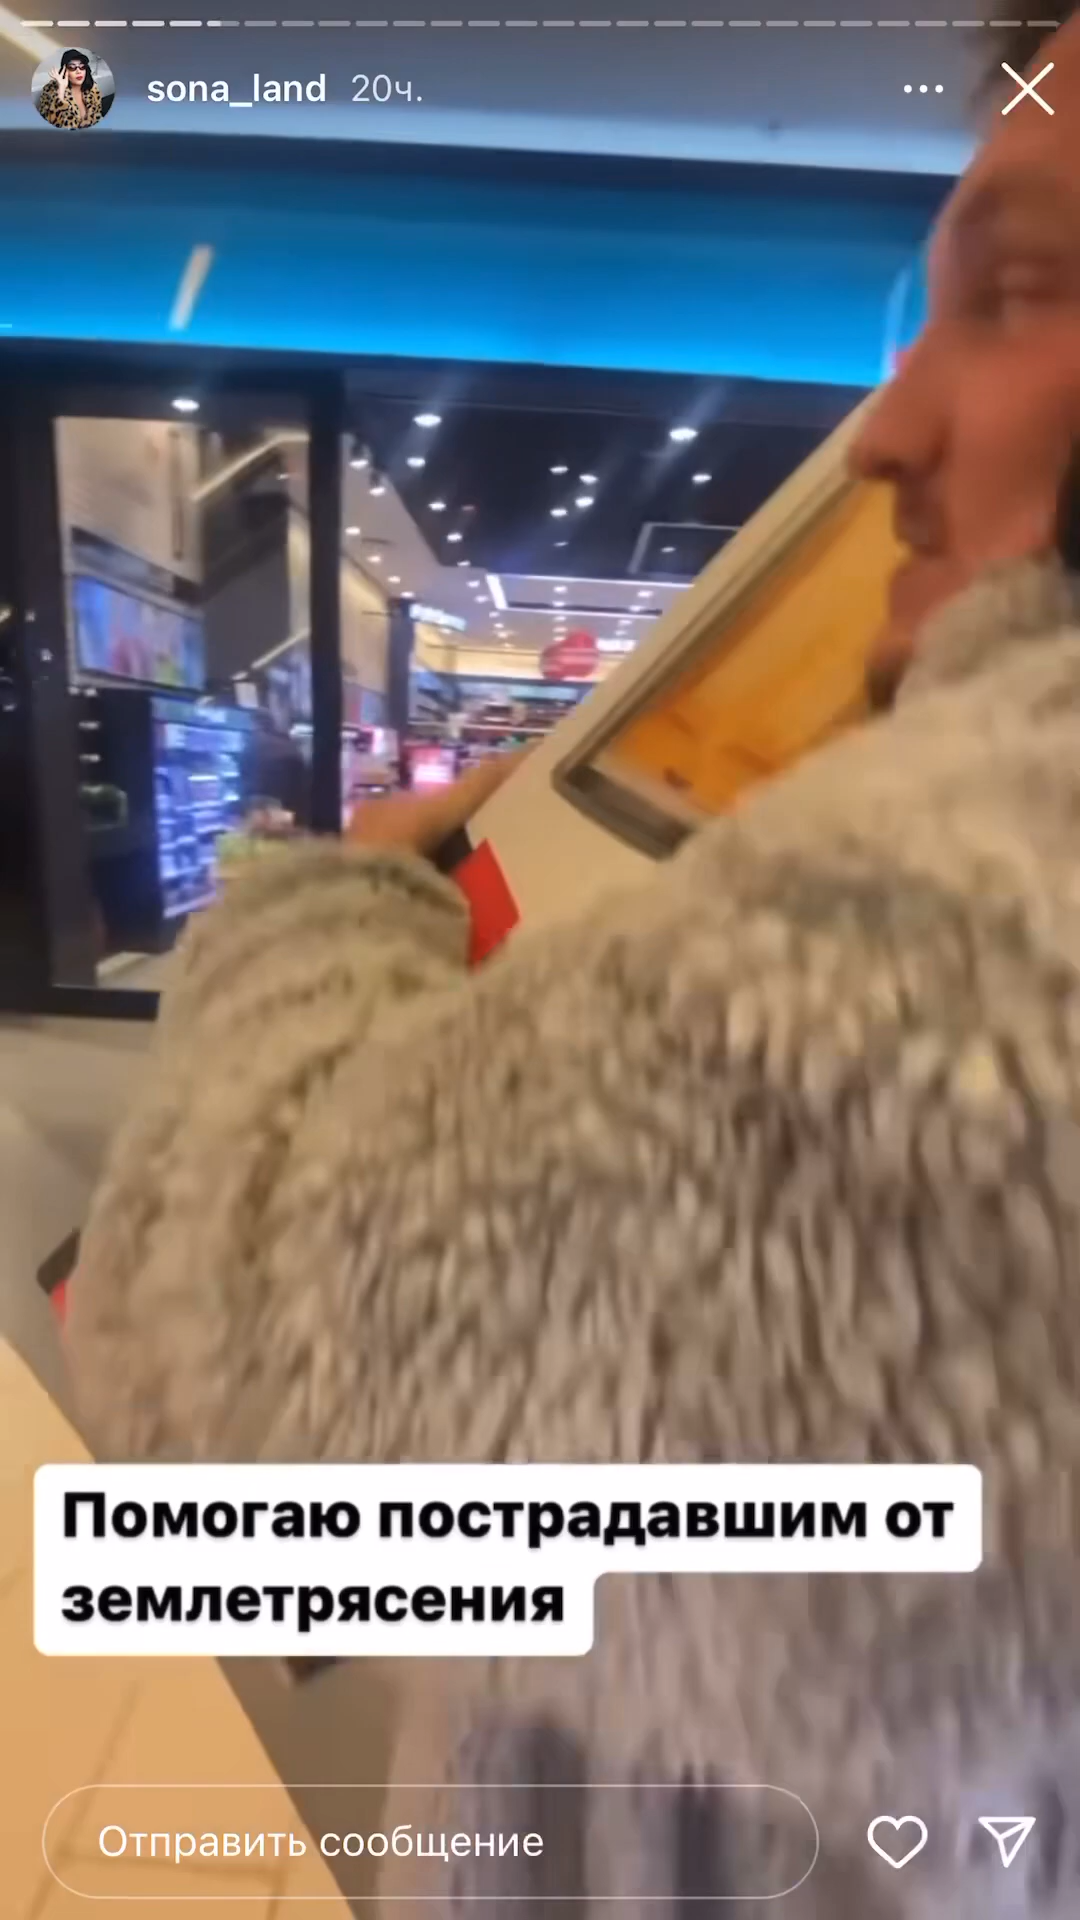 sona_land 20ч.
Помогаю пострадавшим от
землетрясения
Отправить сообщение